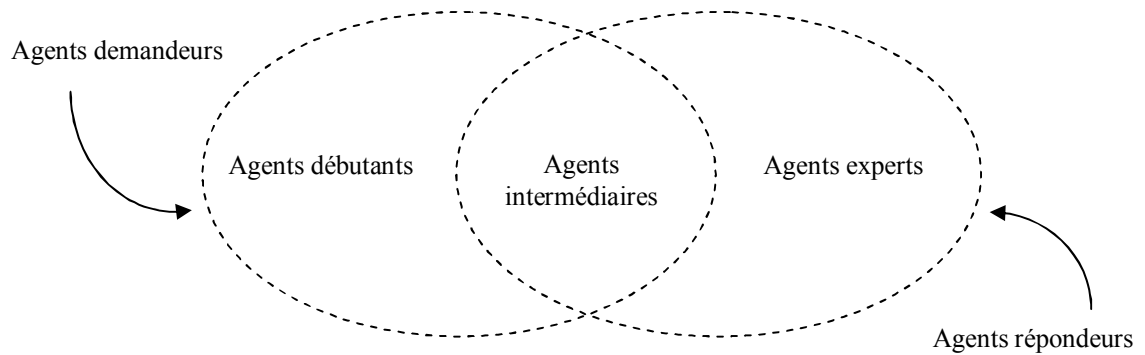 Agents demandeurs
Agents débutants
Agents
intermédiaires
Agents experts
Agents répondeurs